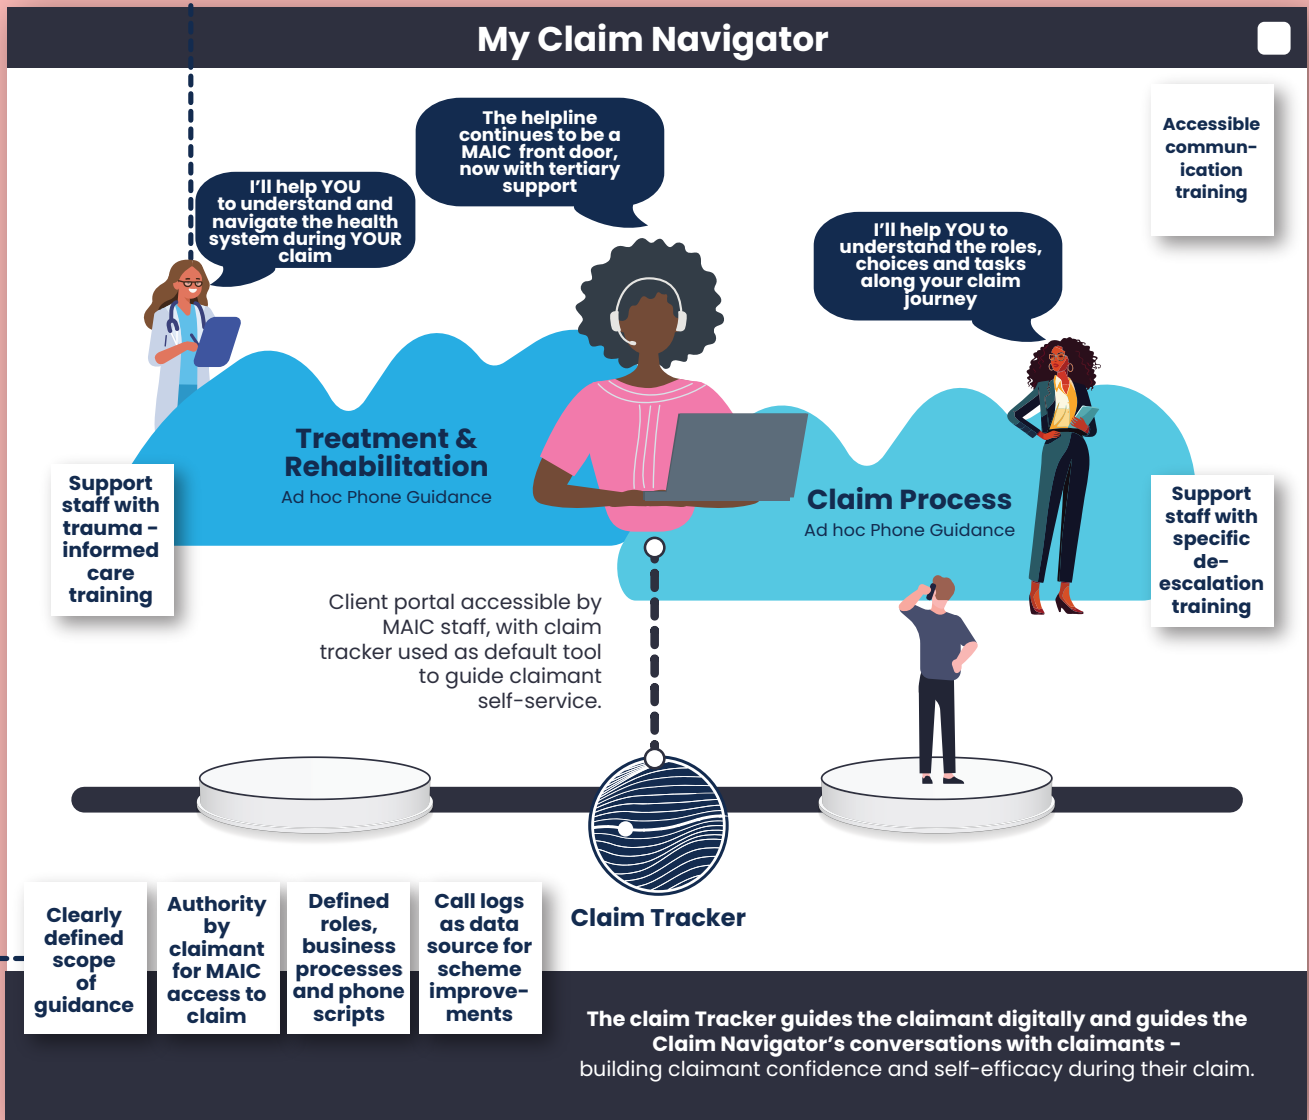 My Claim Navigator
The helpline
continues to be a
MAIC front door,
now with tertiary
support
Accessible
commun-
ication
training
I'll help YOU
to understand and
navigate the health
system during YOUR
claim
I'll help YOU to
understand the roles,
choices and tasks
along your claim
journey
Treatment &
Rehabilitation
Ad hoc Phone Guidance
Claim Process
Ad hoc Phone Guidance
Support
staff with
trauma -
informed
care
training
Support
staff with
specific
de-
escalation
training
Client portal accessible by
MAIC staff, with claim
tracker used as default tool
to guide claimant
self-service.
Claim Tracker
Clearly
defined
scope
of
guidance
Authority
by
claimant
for MAIC
access to
claim
Defined
roles,
business
processes
and phone
scripts
Call logs
as data
source for
scheme
improve-
ments
The claim Tracker guides the claimant digitally and guides the
Claim Navigator's conversations with claimants -
building claimant confidence and self-efficacy during their claim.